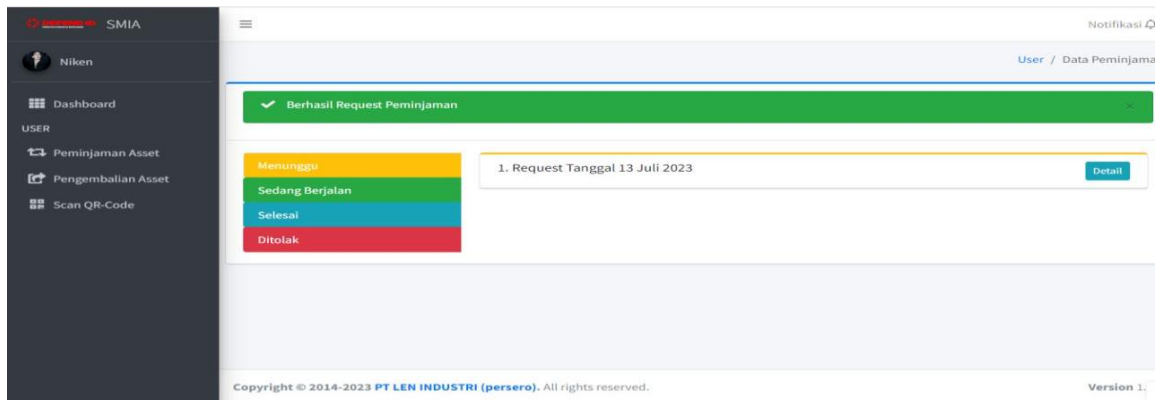 SMIA
Notifikasi
Niken
User / Data Peminjama
Dashboard
Berhasil Request Peminjaman
×
USER
Peminjaman Asset
Pengembalian Asset
Scan QR-Code
Menunggu
Sedang Berjalan
Selesai
Ditolak
1. Request Tanggal 13 Juli 2023
Detail
Copyright © 2014-2023 PT LEN INDUSTRI (persero). All rights reserved.
Version 1.